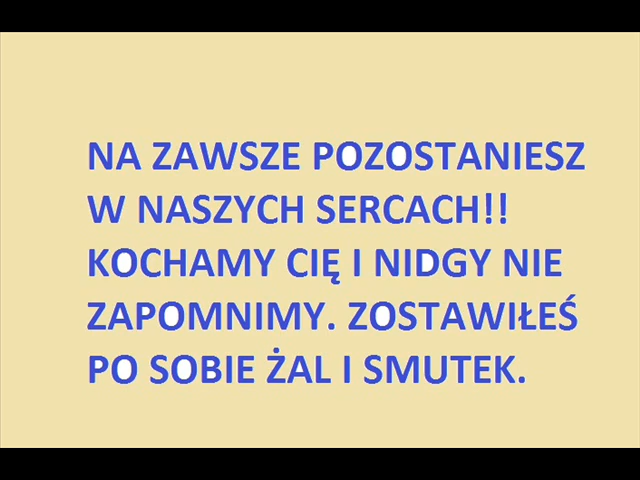 NA ZAWSZE POZOSTANIESZ
W NASZYCH SERCACH!!
KOCHAMY CIĘ I NIDGY NIE
ZAPOMNIMY. ZOSTAWIŁEŚ
PO SOBIE ŻAL I SMUTEK.